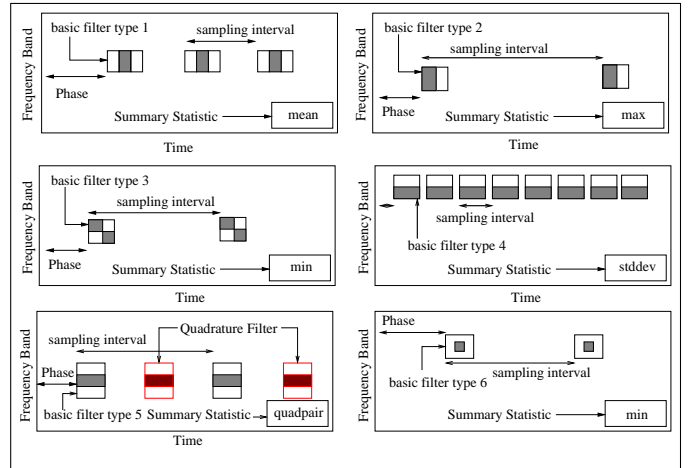 basic filter type 1
sampling interval
Frequency Band
Phase
Summary Statistic
mean
Time
basic filter type 2
sampling interval
Frequency Band
Phase
Summary Statistic
max
Time
basic filter type 3
sampling interval
Frequency Band
Phase
Summary Statistic
min
Time
Frequency Band
sampling interval
basic filter type 4
Summary Statistic
stddev
Time
Quadrature Filter
sampling interval
Frequency Band
Phase
basic filter type 5
Summary Statistic
quadpair
Time
Phase
Frequency Band
basic filter type 6
sampling interval
Summary Statistic
min